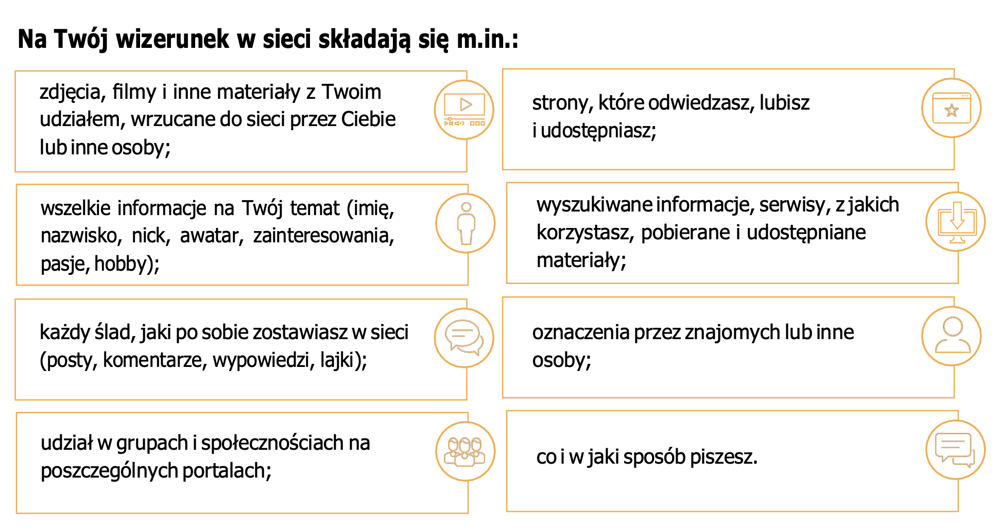 Na Twój wizerunek w sieci składają się m.in.:
zdjęcia, filmy i inne materiały z Twoim
udziałem, wrzucane do sieci przez Ciebie
lub inne osoby;
strony, które odwiedzasz, lubisz
i udostępniasz;
wszelkie informacje na Twój temat (imię,
nazwisko, nick, awatar, zainteresowania,
pasje, hobby);
wyszukiwane informacje, serwisy, z jakich
korzystasz, pobierane i udostępniane
materiały;
każdy ślad, jaki po sobie zostawiasz w sieci
(posty, komentarze, wypowiedzi, lajki);
oznaczenia przez znajomych lub inne
osoby;
udział w grupach i społecznościach na
poszczególnych portalach;
co i w jaki sposób piszesz.